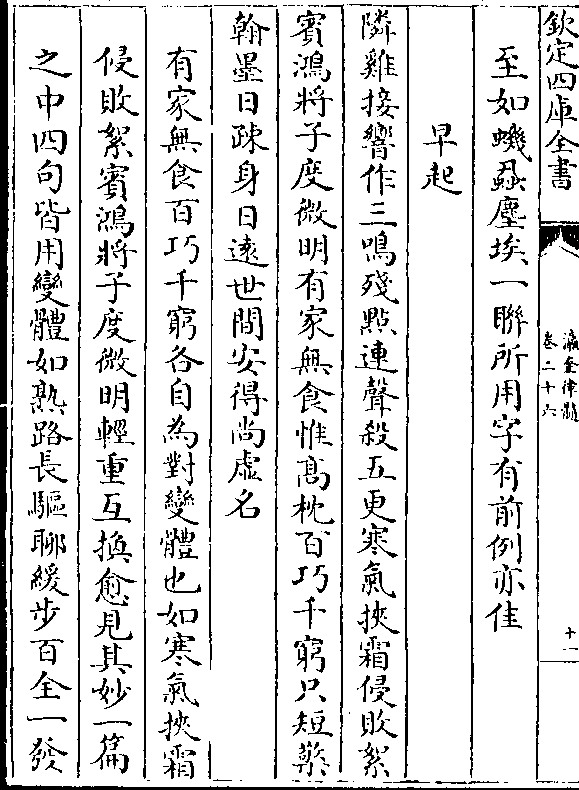 欽定四庫全書
瀛奎律髓
卷二十六
十一
至如蟣蝨塵埃一聯所用字有前例亦佳
早起
隣雞接響作三鳴殘點連聲殺五更寒氣挾霜侵敗絮
賓鴻將子度微明有家無食惟高枕百巧千窮只短檠
翰墨日疎身日逺世間安得尚虚名
有家無食百巧千窮各自為對變體也如寒氣挾霜
侵敗絮賓鴻將子度微明輕重互換愈見其妙一篇
之中四句皆用變體如熟路長驅聊緩步百全一發